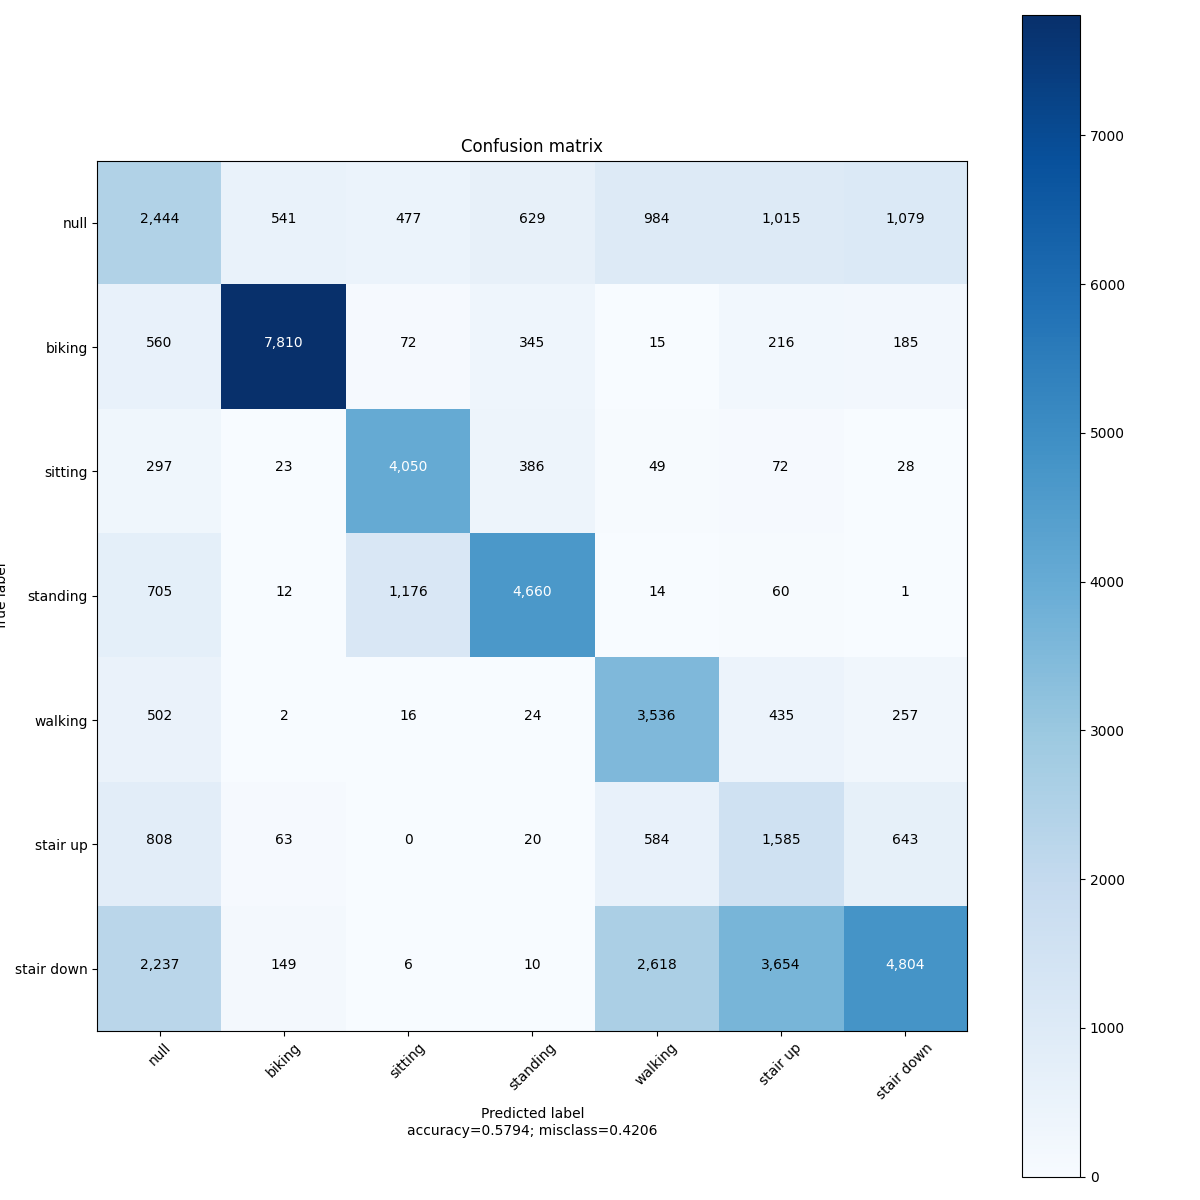 Confusion matrix
null 2,444 541 477 629 984 1,015 1,079
biking 560 7,810 72 345 15 216 185
sitting 297 23 4,050 386 49 72 28
standing 705 12 1,176 4,660 14 60 1
walking 502 2 16 24 3,536 435 257
stair up 808 63 0 20 584 1,585 643
stair down 2,237 149 6 10 2,618 3,654 4,804
null biking sitting standing walking stair up stair down
Predicted label
accuracy=0.5794; misclass=0.4206
True label
7000
6000
5000
4000
3000
2000
1000
0